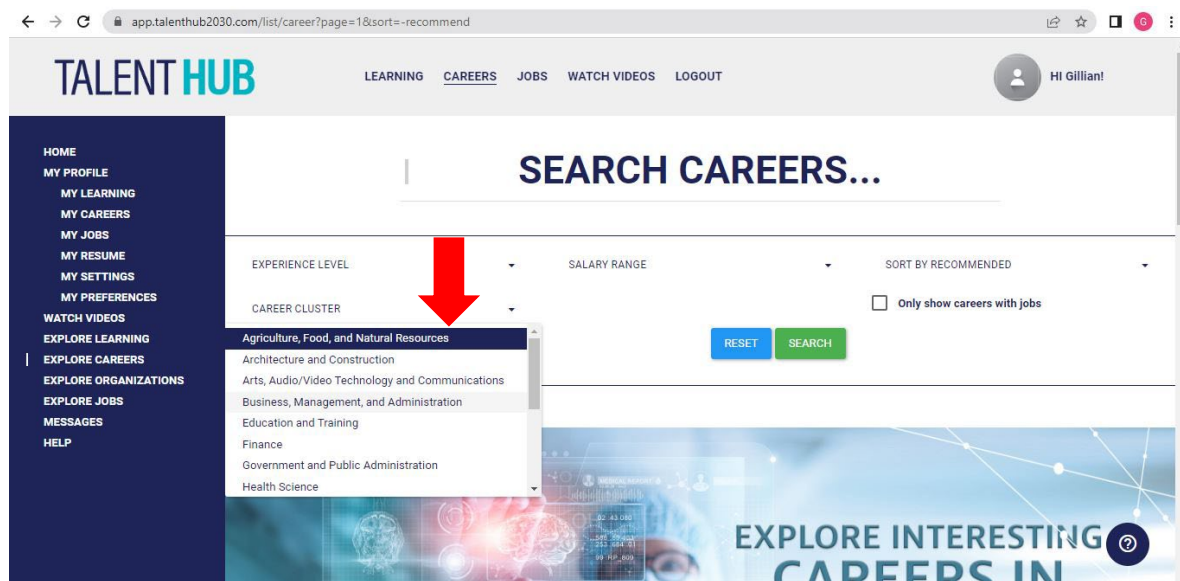 app.talenthub2030.com/list/career?page=1&sort=-recommend
G
TALENT HUB
LEARNING CAREERS JOBS WATCH VIDEOS LOGOUT
HI Gillian!
HOME
MY PROFILE
MY LEARNING
MY CAREERS
MY JOBS
MY RESUME
MY SETTINGS
MY PREFERENCES
WATCH VIDEOS
EXPLORE LEARNING
EXPLORE CAREERS
EXPLORE ORGANIZATIONS
EXPLORE JOBS
MESSAGES
HELP
SEARCH CAREERS...
EXPERIENCE LEVEL
SALARY RANGE
SORT BY RECOMMENDED
CAREER CLUSTER
Only show careers with jobs
RESET SEARCH
Agriculture, Food, and Natural Resources
Architecture and Construction
Arts, Audio/Video Technology and Communications
Business, Management, and Administration
Education and Training
Finance
Government and Public Administration
Health Science
MEDICAL REPORT
EXPLORE INTERESTING
CAREERS IN